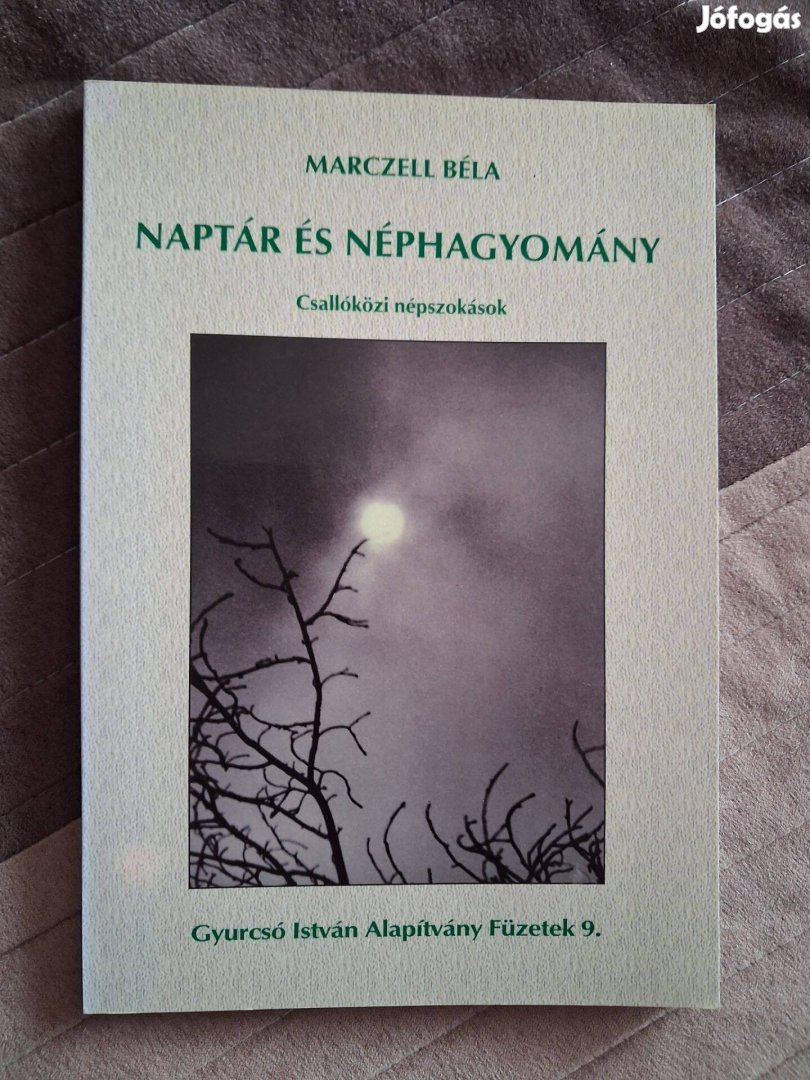 Jófogás
MARCZELL BÉLA
NAPTÁR ÉS NÉPHAGYOMÁNY
Csallóközi népszokások
Gyurcsó István Alapítvány Füzetek 9.